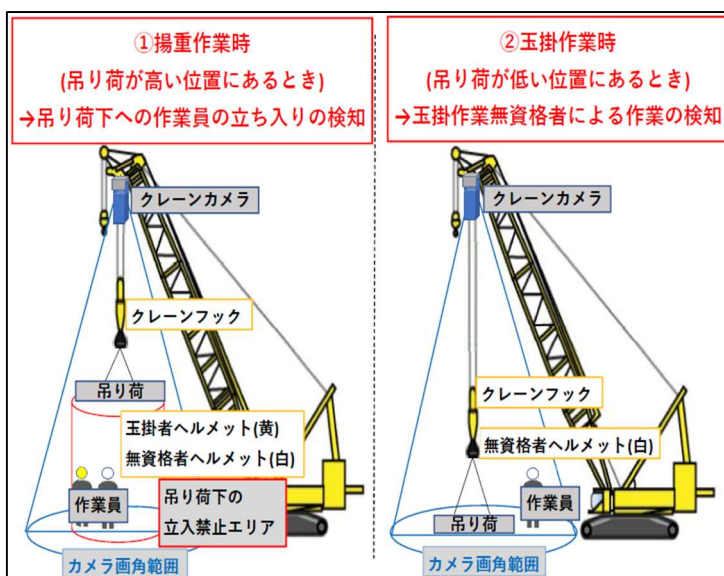 ①揚重作業時
(吊り荷が高い位置にあるとき)
→吊り荷下への作業員の立ち入りの検知
クレーンカメラ
クレーンフック
吊り荷
玉掛者ヘルメット(黄)
無資格者ヘルメット(白)
作業員
吊り荷下の
立入禁止エリア
カメラ画角範囲
②玉掛作業時
(吊り荷が低い位置にあるとき)
→玉掛作業無資格者による作業の検知
クレーンカメラ
クレーンフック
無資格者ヘルメット(白)
作業員
吊り荷
カメラ画角範囲